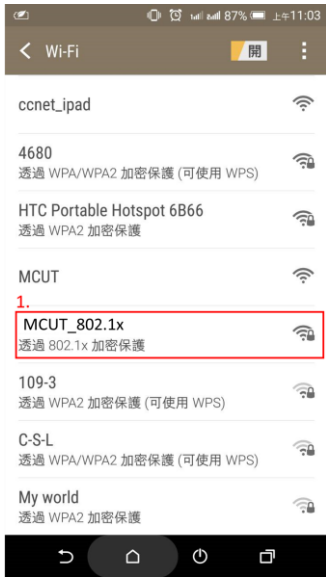 87% 上午11:03
Wi-Fi 開
ccnet_ipad
4680
透過 WPA/WPA2 加密保護 (可使用 WPS)
HTC Portable Hotspot 6B66
透過 WPA2 加密保護
MCUT
1.
MCUT_802.1x
透過 802.1x 加密保護
109-3
透過 WPA2 加密保護 (可使用 WPS)
C-S-L
透過 WPA/WPA2 加密保護 (可使用 WPS)
My world
透過 WPA2 加密保護